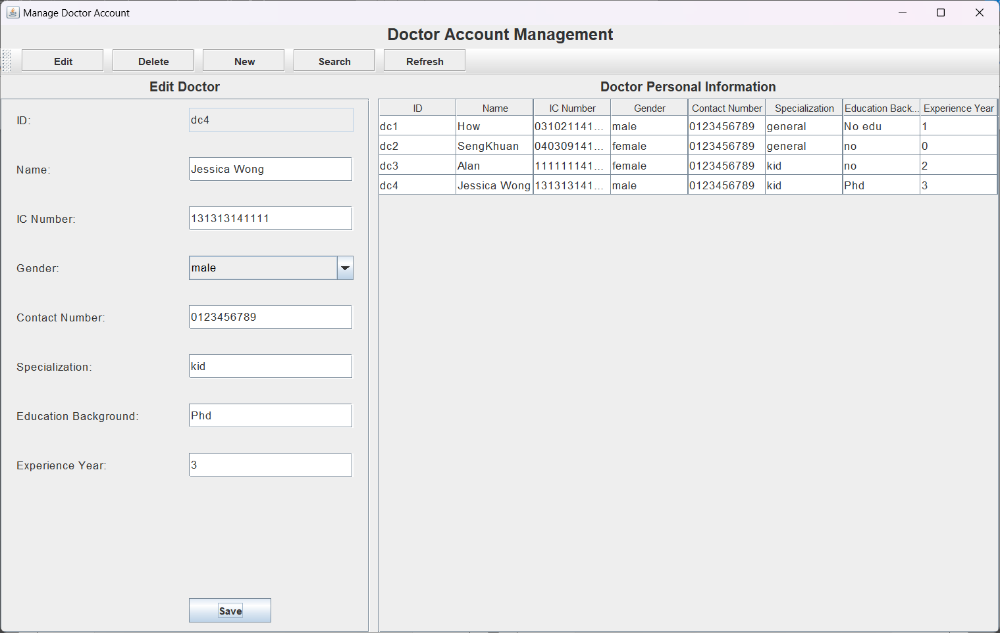 Manage Doctor Account
Doctor Account Management
Edit Delete New Search Refresh
Edit Doctor
ID: dc4
Name: Jessica Wong
IC Number: 131313141111
Gender: male
Contact Number: 0123456789
Specialization: kid
Education Background: Phd
Experience Year: 3
Save
Doctor Personal Information
ID Name IC Number Gender Contact Number Specialization Education Back... Experience Year
dc1 How 031021141... male 0123456789 general No edu 1
dc2 SengKhuan 040309141... female 0123456789 general no 0
dc3 Alan 111111141... female 0123456789 kid no 2
dc4 Jessica Wong 131313141... male 0123456789 kid Phd 3